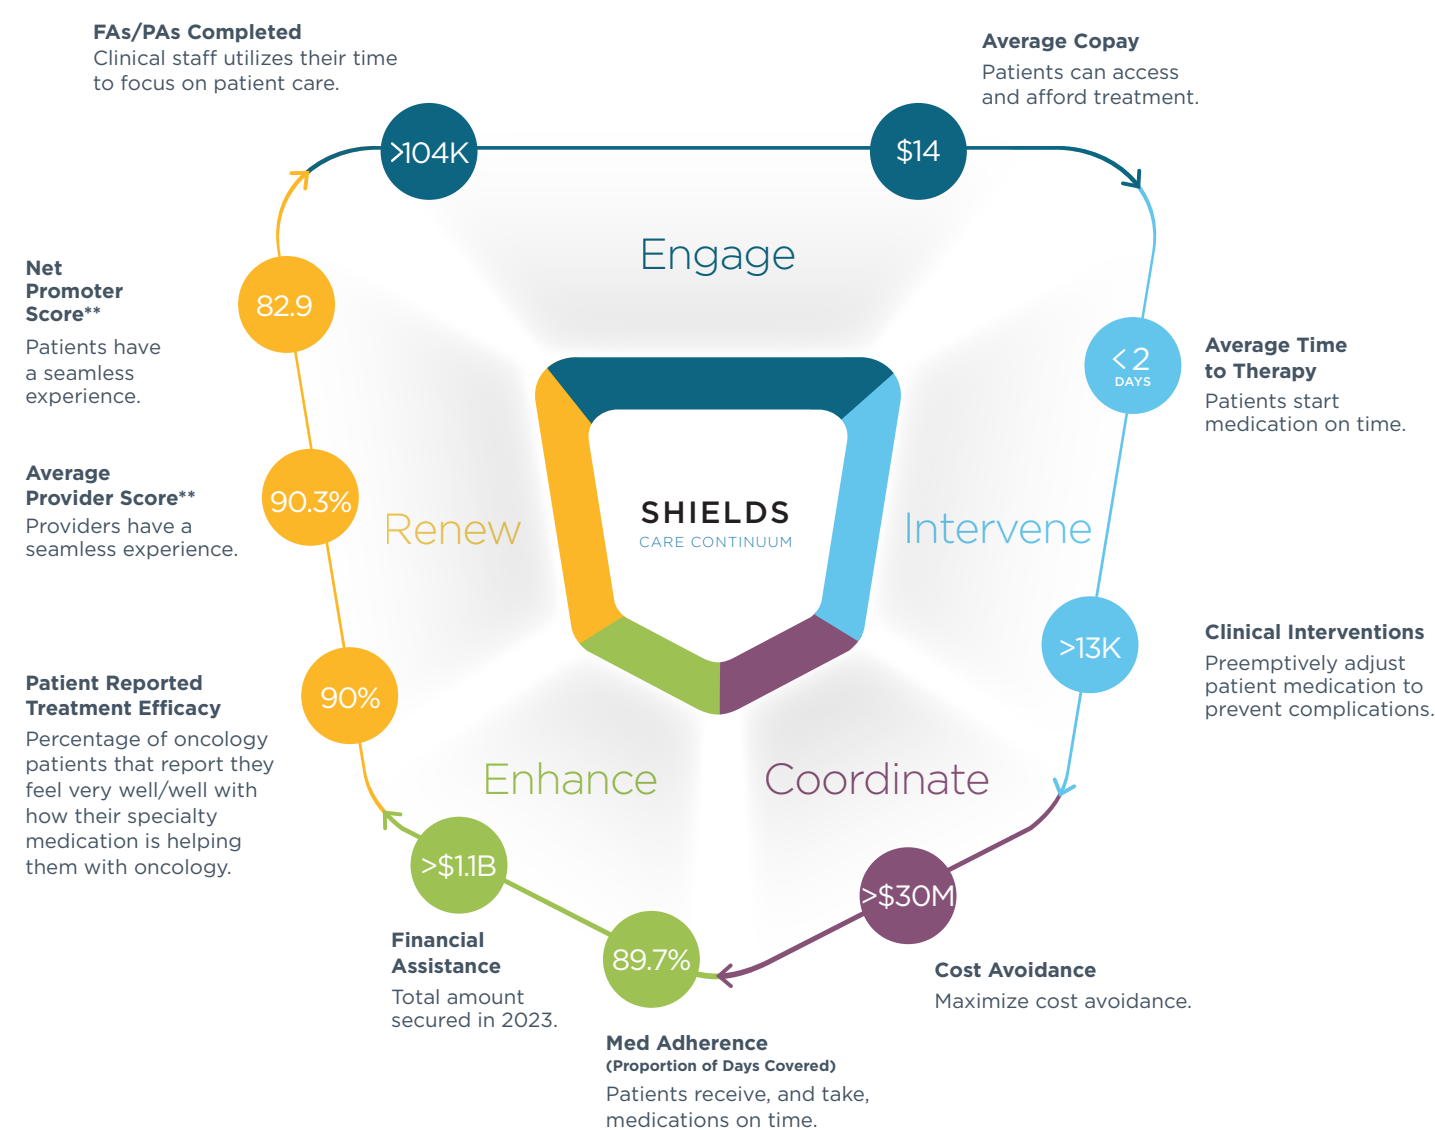 FAs/PAs Completed
Clinical staff utilizes their time
to focus on patient care.
>104K
Average Copay
Patients can access
and afford treatment.
$14
Engage
Average Time
to Therapy
Patients start
medication on time.
< 2
DAYS
Intervene
Clinical Interventions
Preemptively adjust
patient medication to
prevent complications.
>13K
Coordinate
>$30M
Cost Avoidance
Maximize cost avoidance.
Enhance
89.7%
Med Adherence
(Proportion of Days Covered)
Patients receive, and take,
medications on time.
>$1.1B
Financial
Assistance
Total amount
secured in 2023.
Renew
90%
Patient Reported
Treatment Efficacy
Percentage of oncology
patients that report they
feel very well/well with
how their specialty
medication is helping
them with oncology.
90.3%
Average
Provider Score**
Providers have a
seamless experience.
82.9
Net
Promoter
Score**
Patients have
a seamless
experience.
SHIELDS
CARE CONTINUUM